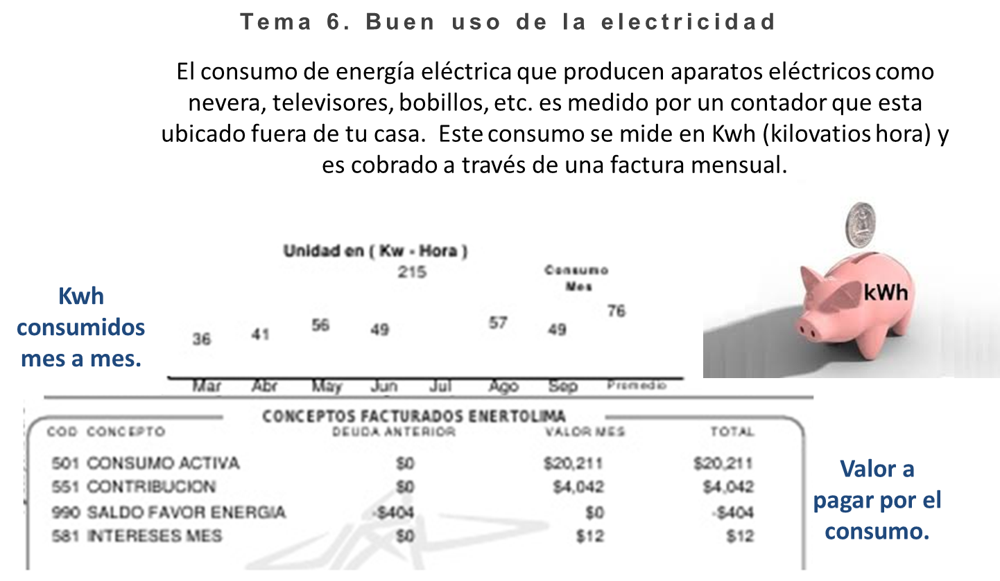 Tema 6. Buen uso de la electricidad
El consumo de energía eléctrica que producen aparatos eléctricos como
nevera, televisores, bobillos, etc. es medido por un contador que esta
ubicado fuera de tu casa.  Este consumo se mide en Kwh (kilovatios hora) y
es cobrado a través de una factura mensual.
Kwh
consumidos
mes a mes.
Unidad en ( Kw - Hora )
215
Consumo
Mes
36 41 56 49 57 49 76
Mar Abr May Jun Jul Ago Sep Promedio
kWh
CONCEPTOS FACTURADOS ENERTOLIMA
COD CONCEPTO DEUDA ANTERIOR VALOR MES TOTAL
501 CONSUMO ACTIVA $0 $20,211 $20,211
551 CONTRIBUCION $0 $4,042 $4,042
990 SALDO FAVOR ENERGIA -$404 $0 -$404
581 INTERESES MES $0 $12 $12
Valor a
pagar por el
consumo.